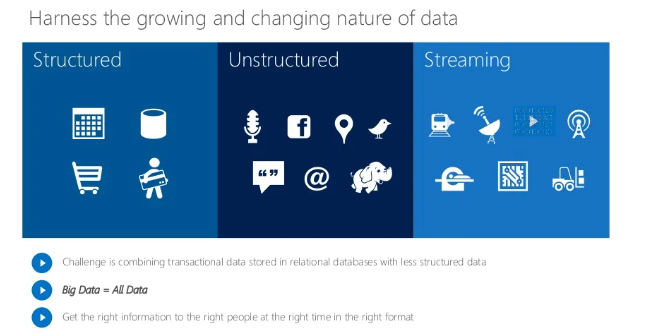 Harness the growing and changing nature of data
Structured
Unstructured
Streaming
f
“ ”
@
Challenge is combining transactional data stored in relational databases with less structured data
Big Data = All Data
Get the right information to the right people at the right time in the right format